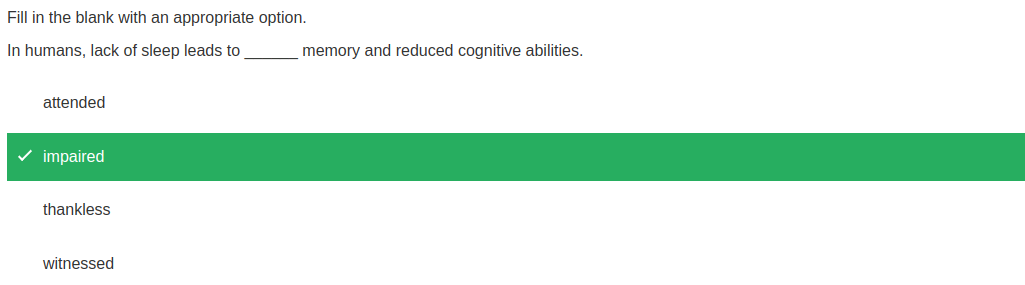 Fill in the blank with an appropriate option.
In humans, lack of sleep leads to ______ memory and reduced cognitive abilities.
attended
impaired
thankless
witnessed